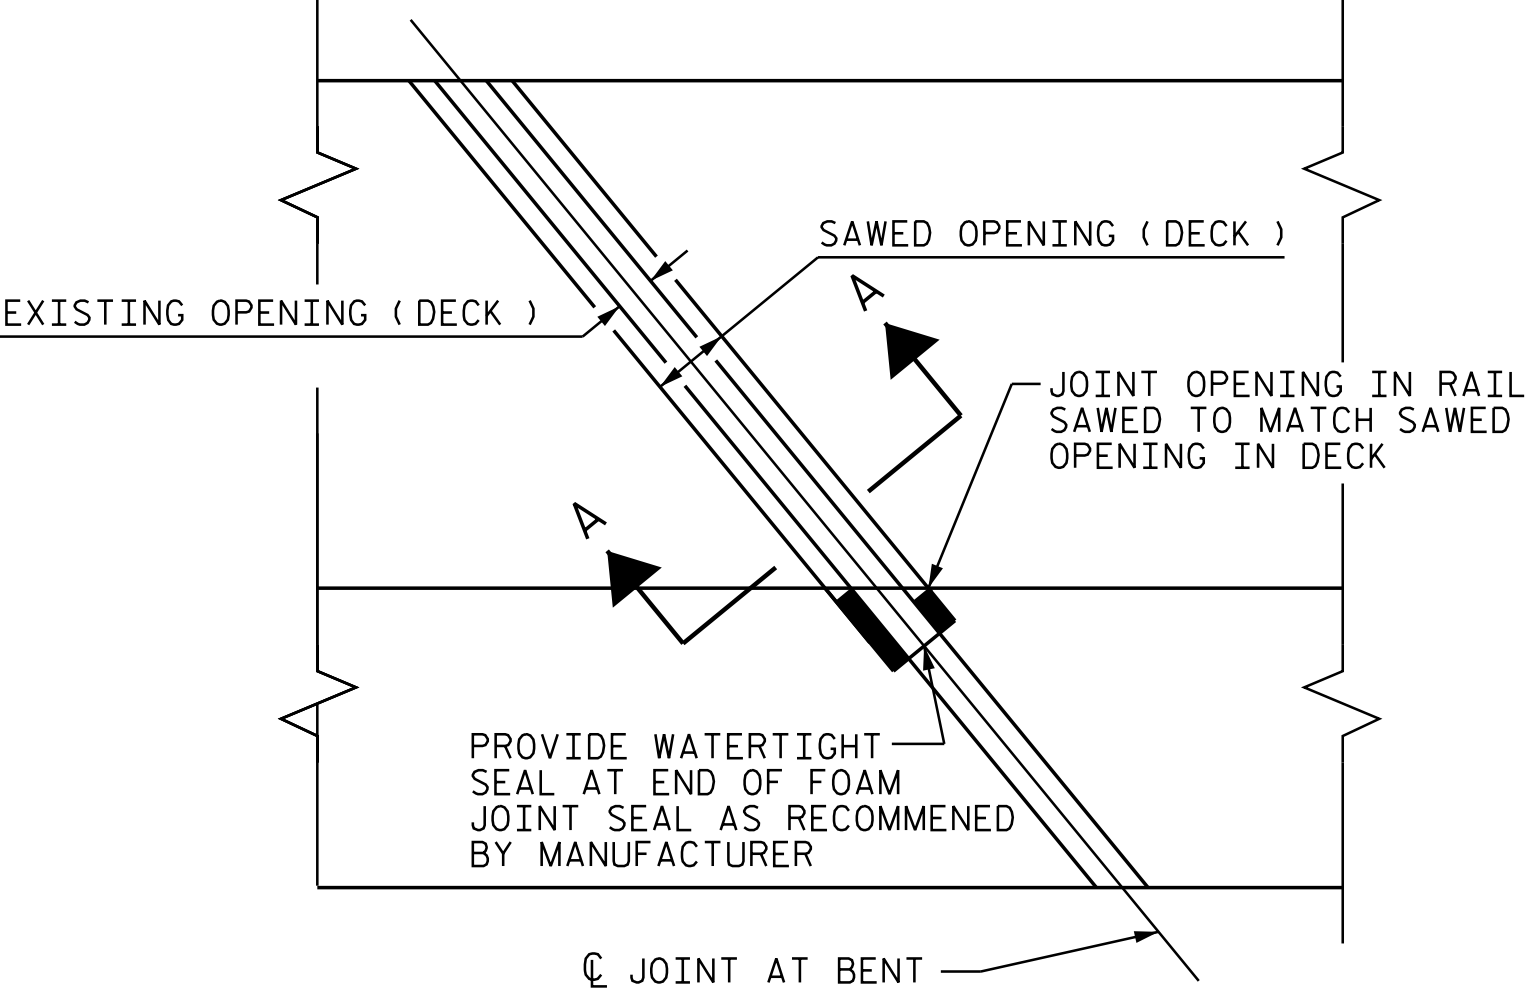 SAWED OPENING (DECK )
A
EXISTING OPENING (DECK )
JOINT OPENING IN RAIL
SAWED TO MATCH SAWED
OPENING IN DECK
A
PROVIDE WATERTIGHT
SEAL AT END OF FOAM
JOINT SEAL AS RECOMMENED
BY MANUFACTURER
℄ JOINT AT BENT